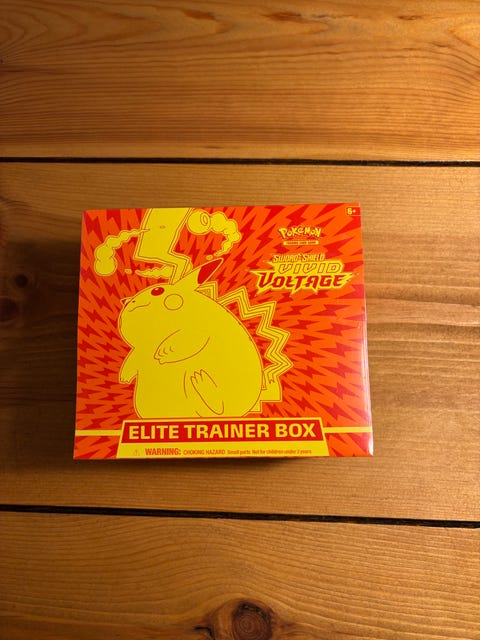 6+
POKÉMON
TRADING CARD GAME
SWORD & SHIELD
VIVID
VOLTAGE
ELITE TRAINER BOX
⚠ WARNING: CHOKING HAZARD Small parts Not for children under 3 years